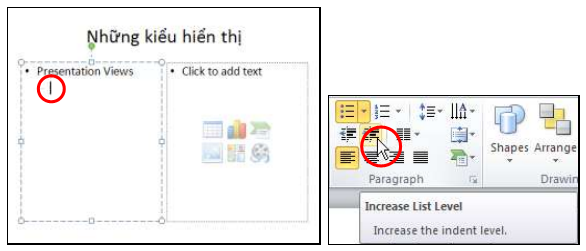 Những kiểu hiển thị
• Presentation Views
• Click to add text
Shapes Arrange
Paragraph
Drawin
Increase List Level
Increase the indent level.